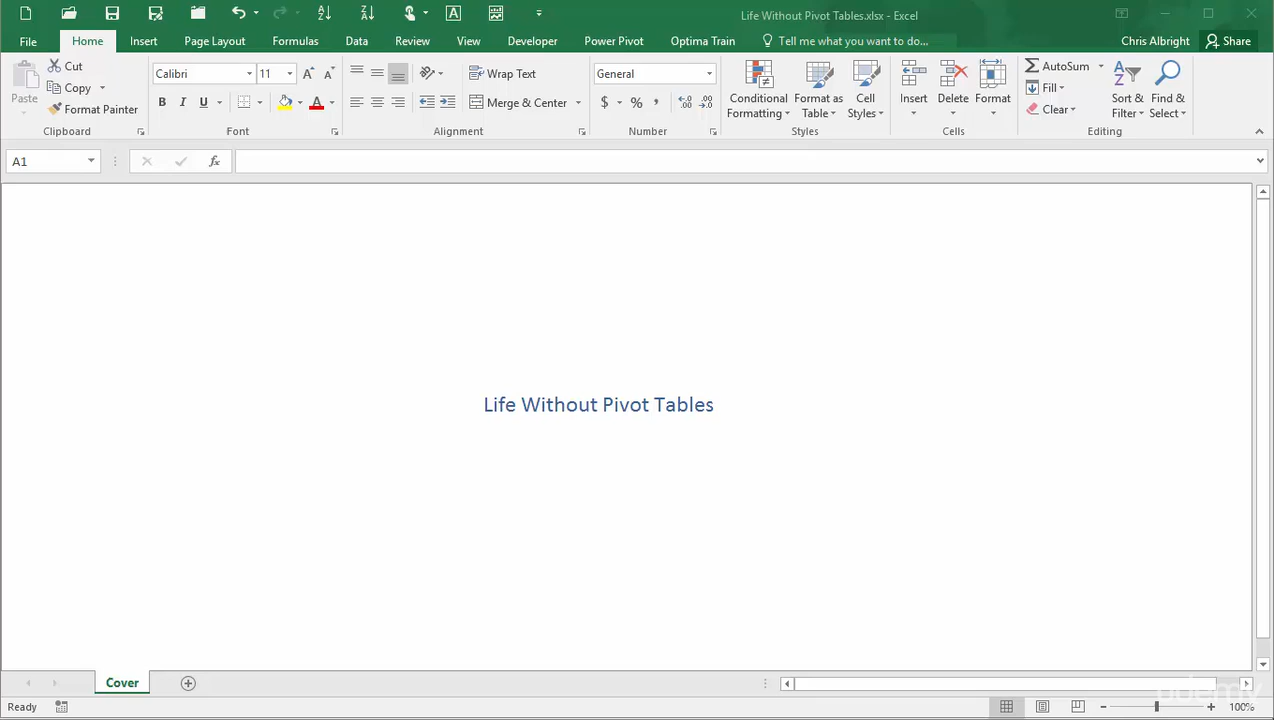 Life Without Pivot Tables.xlsx - Excel
File Home Insert Page Layout Formulas Data Review View Developer Power Pivot Optima Train Tell me what you want to do... Chris Albright Share
Paste
Cut
Copy
Format Painter
Clipboard
Calibri 11
B I U
Font
Wrap Text
Merge & Center
Alignment
General
$ % ,
Number
Conditional Formatting
Format as Table
Cell Styles
Styles
Insert Delete Format
Cells
AutoSum
Fill
Clear
Sort & Filter
Find & Select
Editing
A1
fx
Life Without Pivot Tables
Cover
udemy
Ready
100%